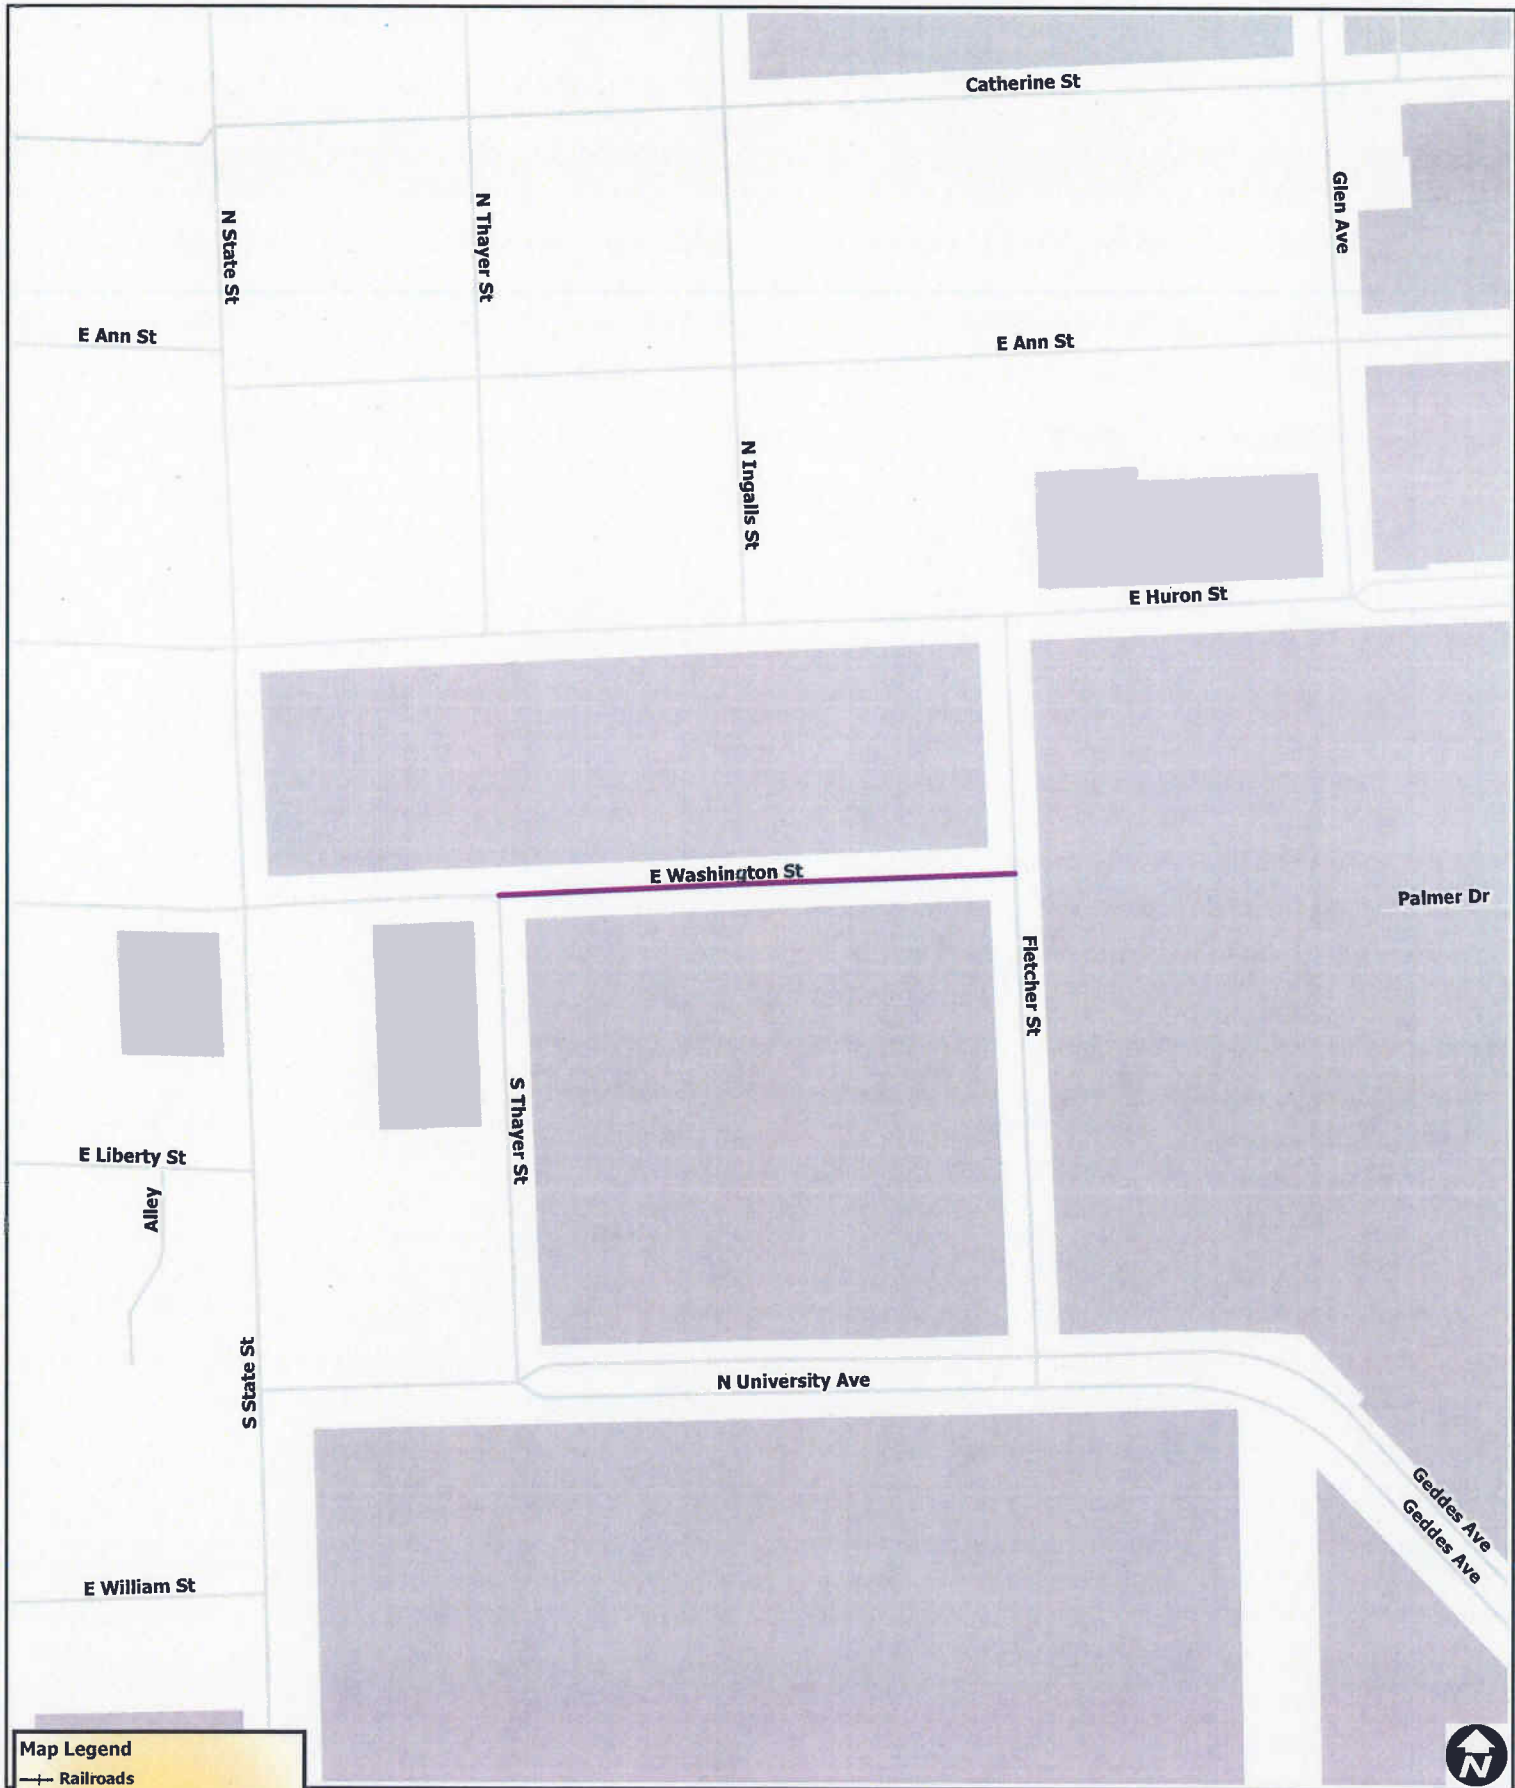 Catherine St
Glen Ave
N State St
N Thayer St
E Ann St
E Ann St
N Ingalls St
E Huron St
E Washington St
Palmer Dr
Fletcher St
S Thayer St
E Liberty St
Alley
S State St
N University Ave
Geddes Ave
Geddes Ave
E William St
Map Legend
Railroads
N